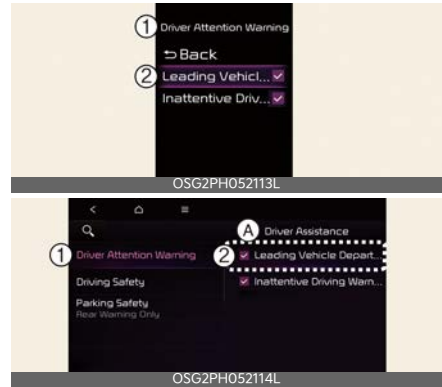 ① Driver Attention Warning
Back
② Leading Vehicl...
Inattentive Driv...
OSG2PH052113L
A Driver Assistance
① Driver Attention Warning
② Leading Vehicle Depart...
Driving Safety
Inattentive Driving Warn...
Parking Safety
Rear Warning Only
OSG2PH052114L